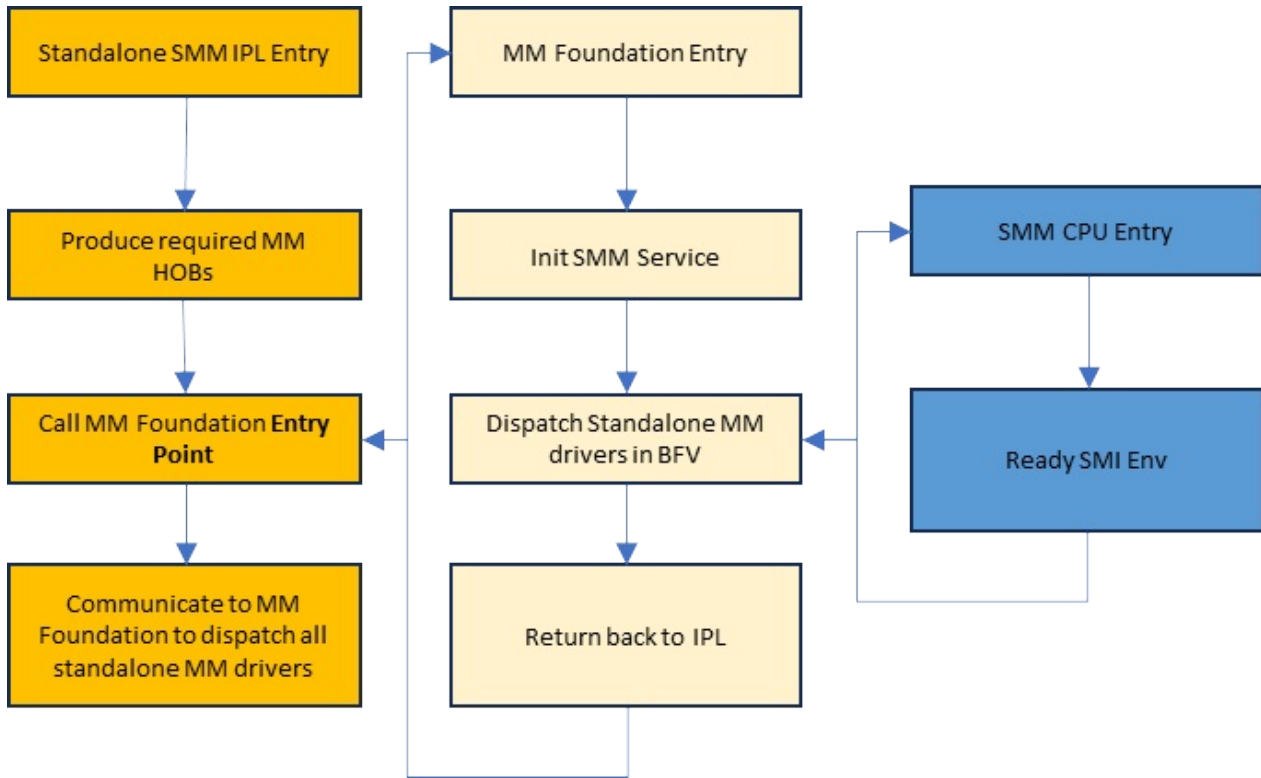 Standalone SMM IPL Entry
Produce required MM
HOBs
Call MM Foundation Entry
Point
Communicate to MM
Foundation to dispatch all
standalone MM drivers
MM Foundation Entry
Init SMM Service
Dispatch Standalone MM
drivers in BFV
Return back to IPL
SMM CPU Entry
Ready SMI Env